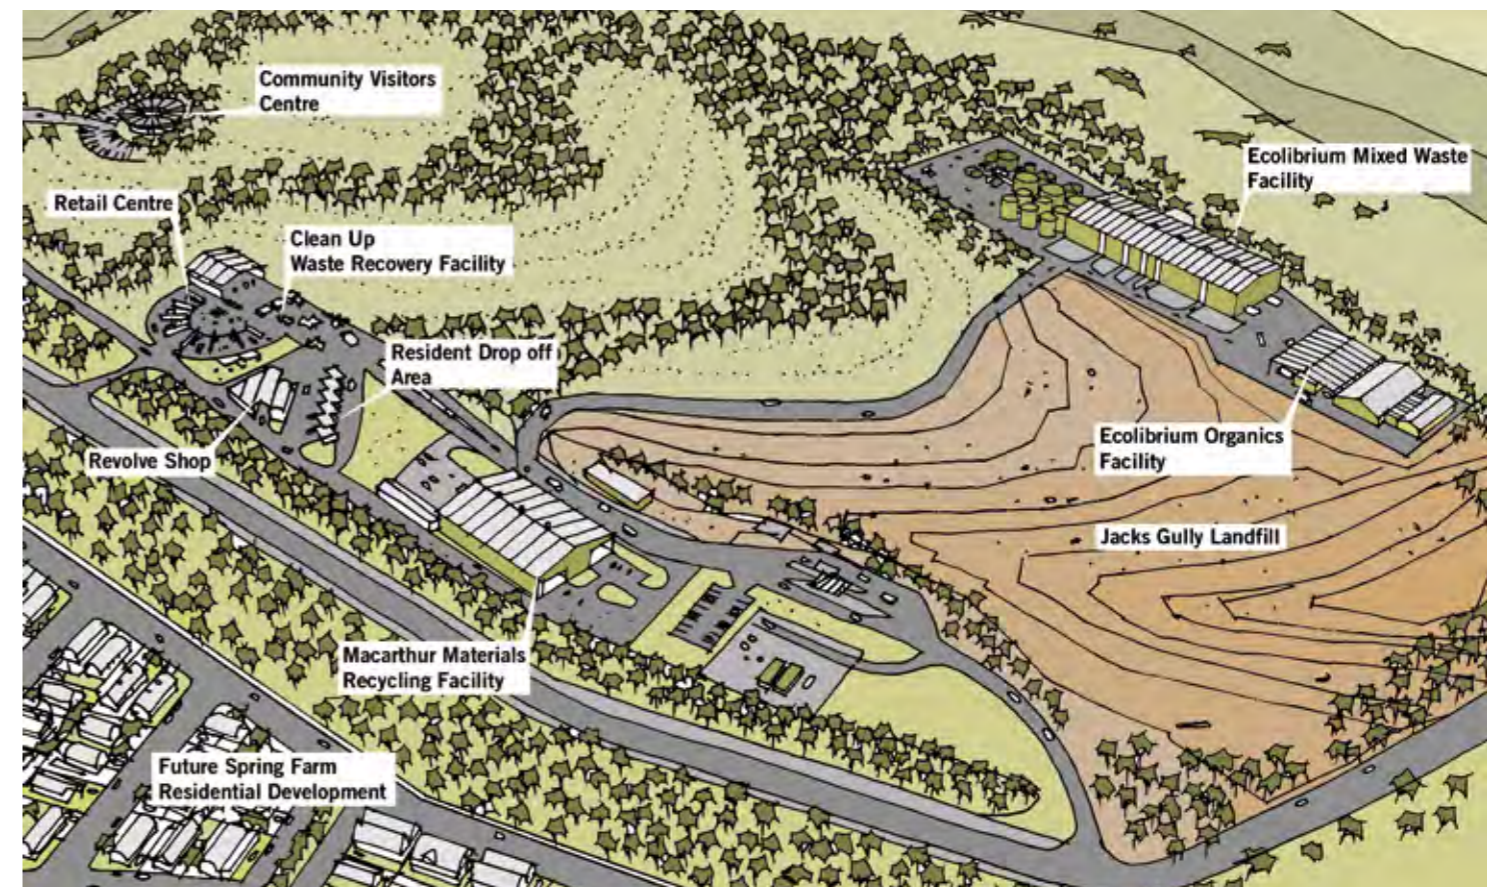 Community Visitors
Centre
Ecolibrium Mixed Waste
Facility
Retail Centre
Clean Up
Waste Recovery Facility
Resident Drop off
Area
Revolve Shop
Ecolibrium Organics
Facility
Jacks Gully Landfill
Macarthur Materials
Recycling Facility
Future Spring Farm
Residential Development